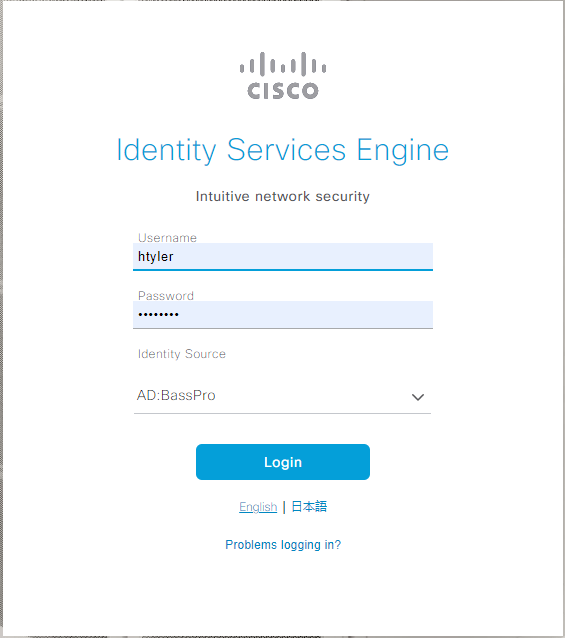 CISCO
Identity Services Engine
Intuitive network security
Username
htyler
Password
••••••••
Identity Source
AD:BassPro
Login
English | 日本語
Problems logging in?